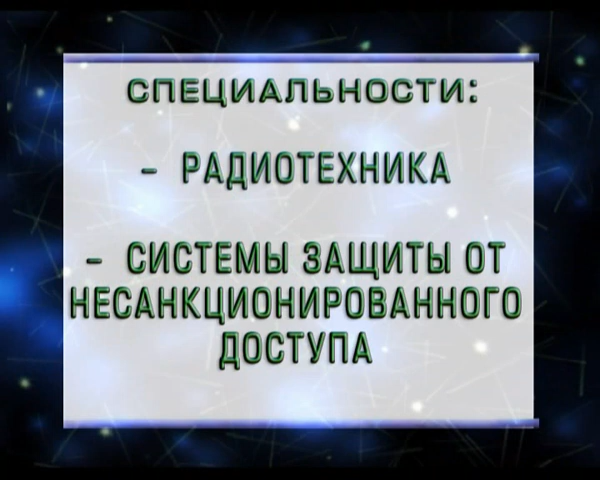 СПЕЦИАЛЬНОСТИ:
- РАДИОТЕХНИКА
- СИСТЕМЫ ЗАЩИТЫ ОТ
НЕСАНКЦИОНИРОВАННОГО
ДОСТУПА